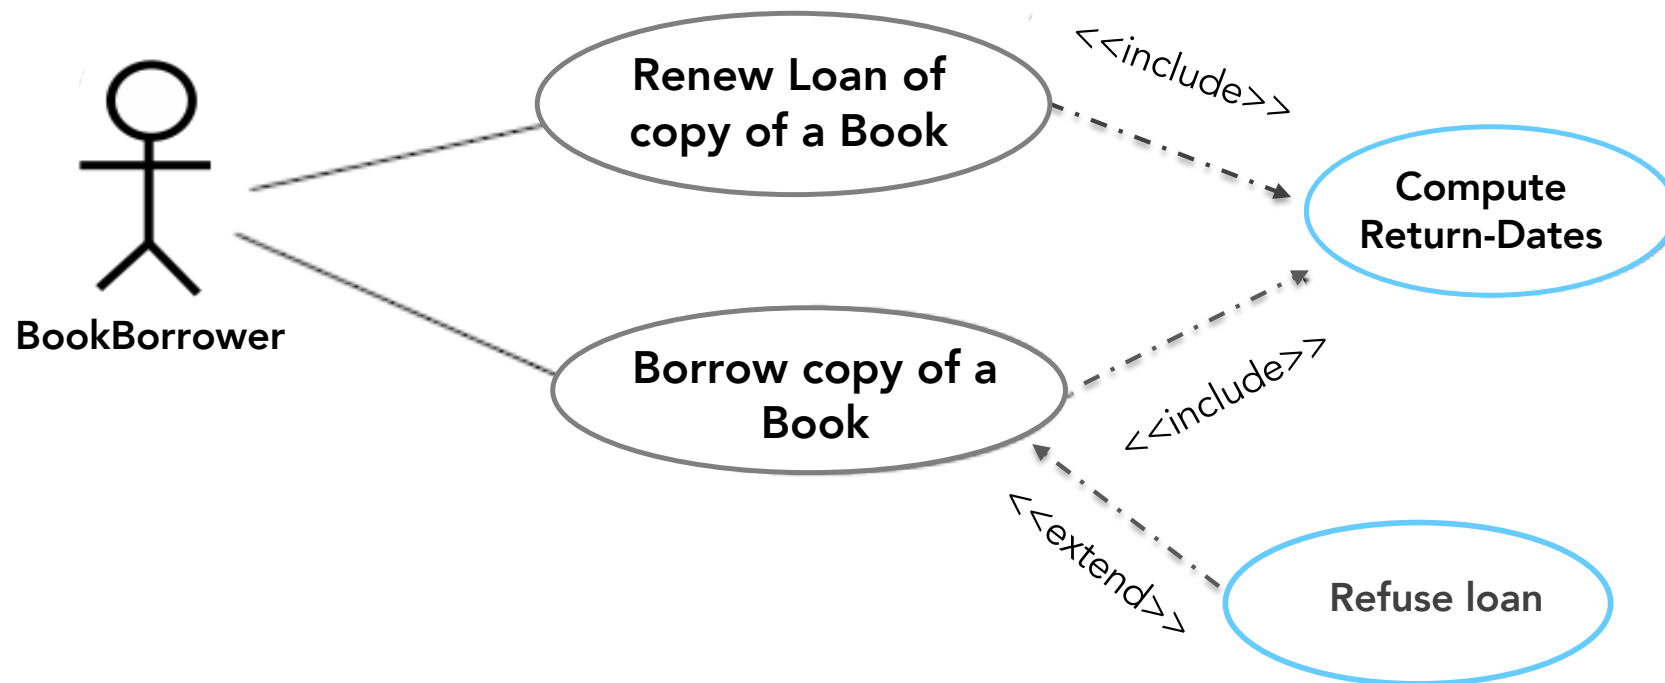 Renew Loan of
copy of a Book
<<include>>
Compute
Return-Dates
BookBorrower
Borrow copy of a
Book
<<include>>
<<extend>>
Refuse loan